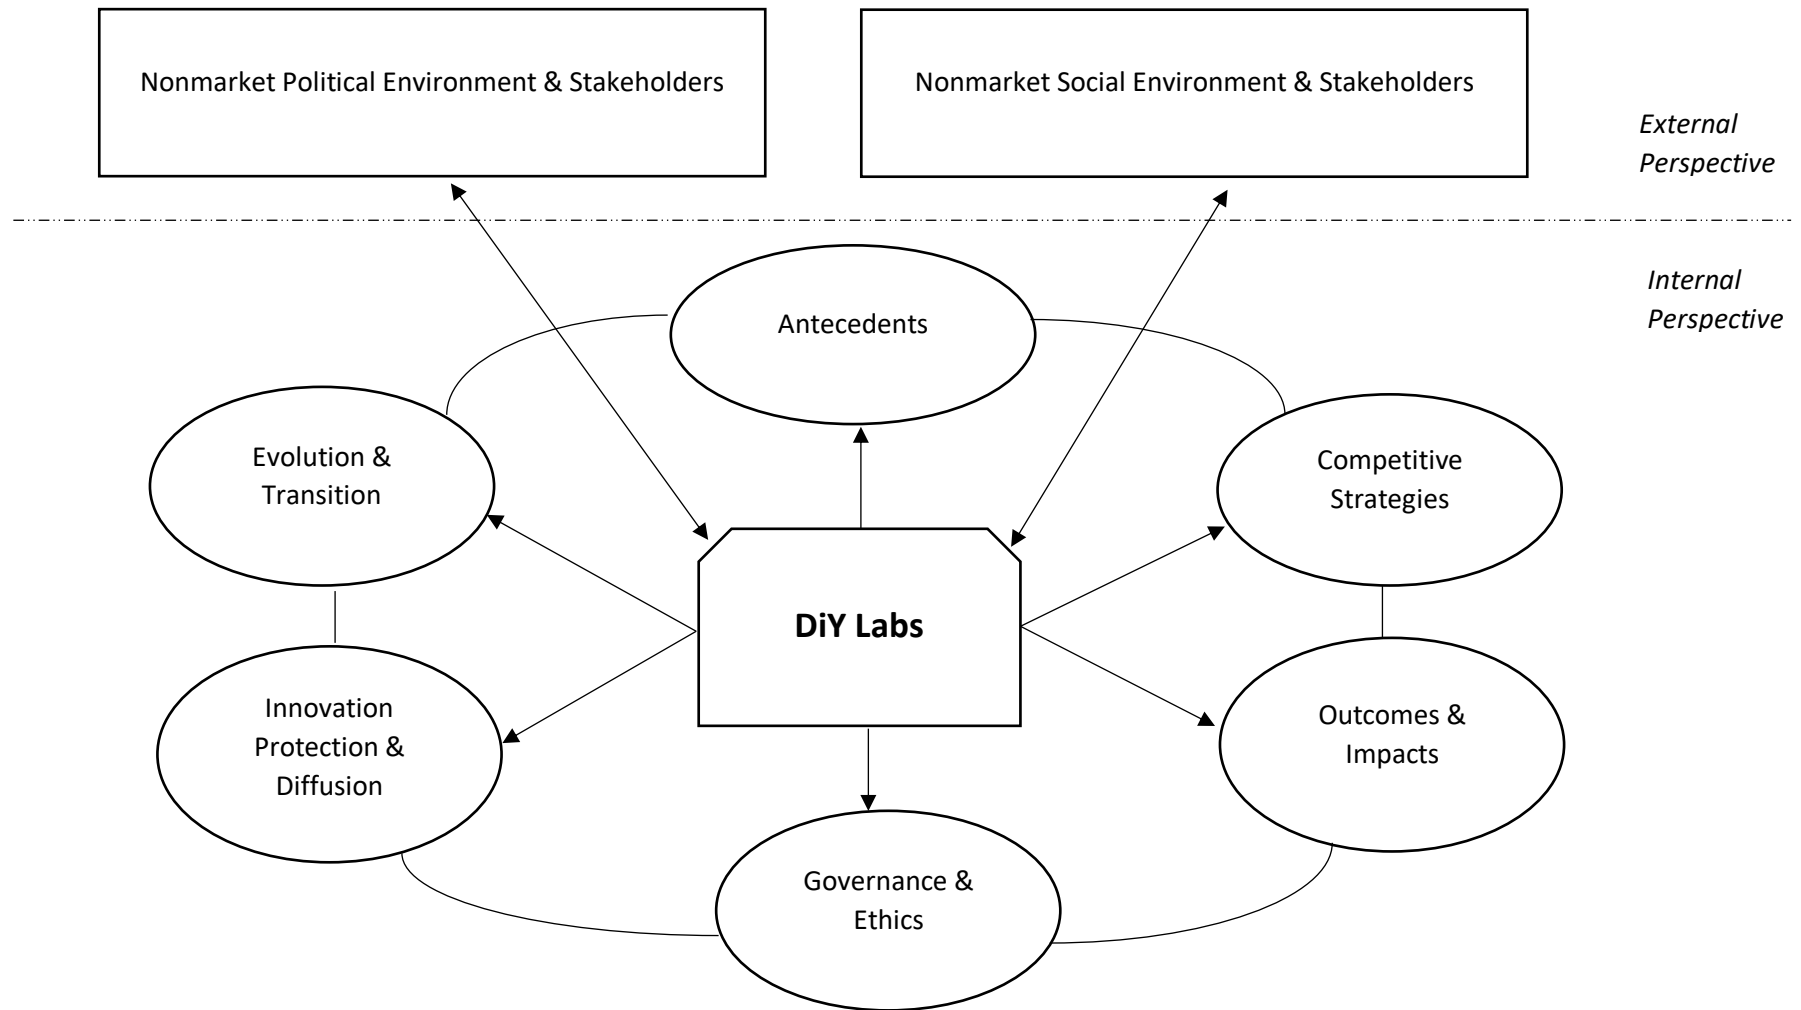 Nonmarket Political Environment & Stakeholders
Nonmarket Social Environment & Stakeholders
External
Perspective
Internal
Perspective
Antecedents
Evolution &
Transition
Competitive
Strategies
DiY Labs
Innovation
Protection &
Diffusion
Outcomes &
Impacts
Governance &
Ethics